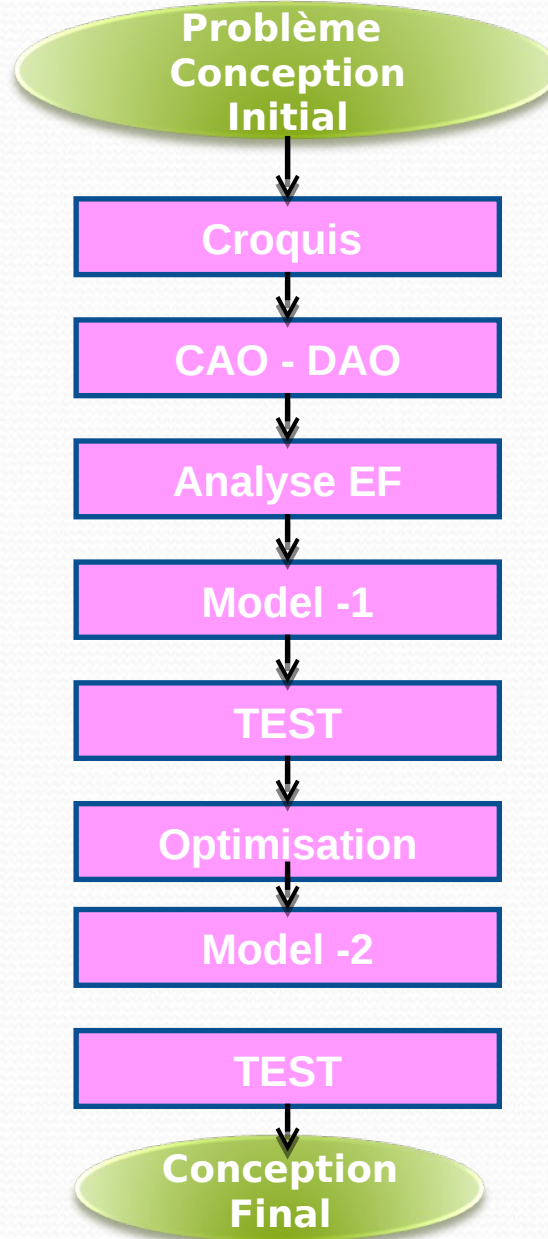 Problème
Conception
Initial
Croquis
CAO - DAO
Analyse EF
Model -1
TEST
Optimisation
Model -2
TEST
Conception
Final